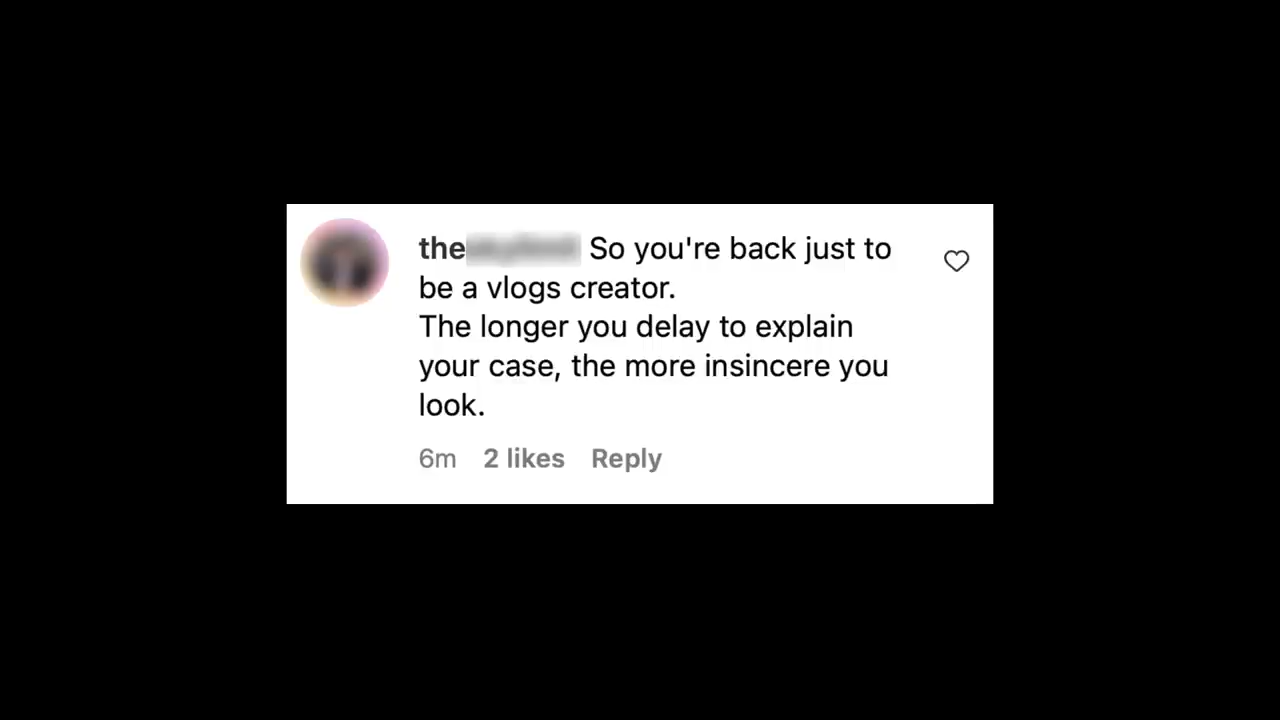 the So you're back just to
be a vlogs creator.
The longer you delay to explain
your case, the more insincere you
look.
6m 2 likes Reply